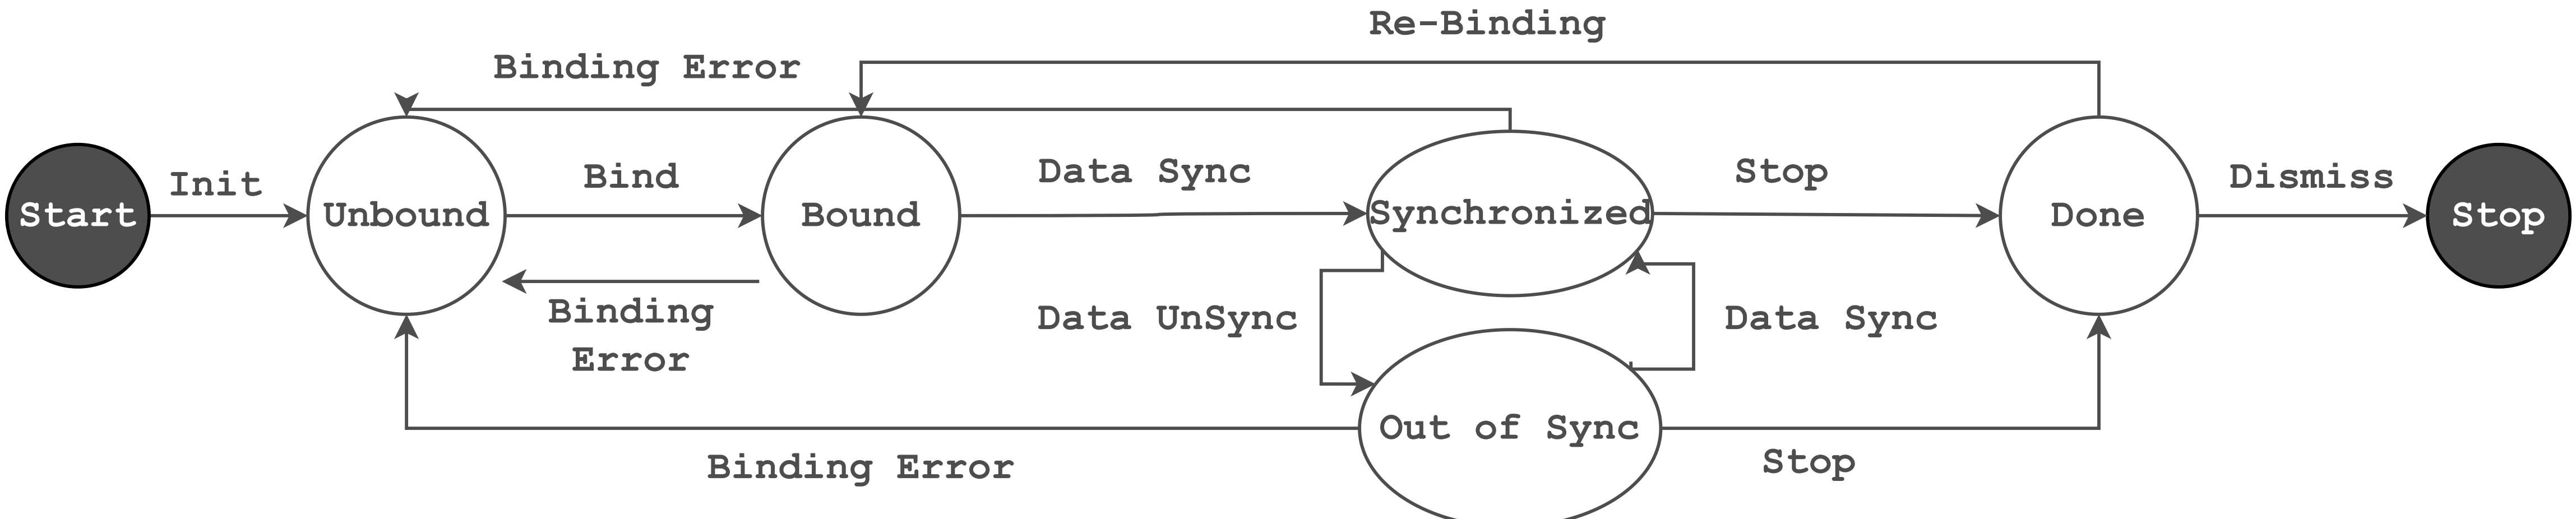 Re-Binding
Binding Error
Init
Bind
Data Sync
Stop
Dismiss
Start
Unbound
Bound
Synchronized
Done
Stop
Binding
Error
Data UnSync
Data Sync
Out of Sync
Binding Error
Stop